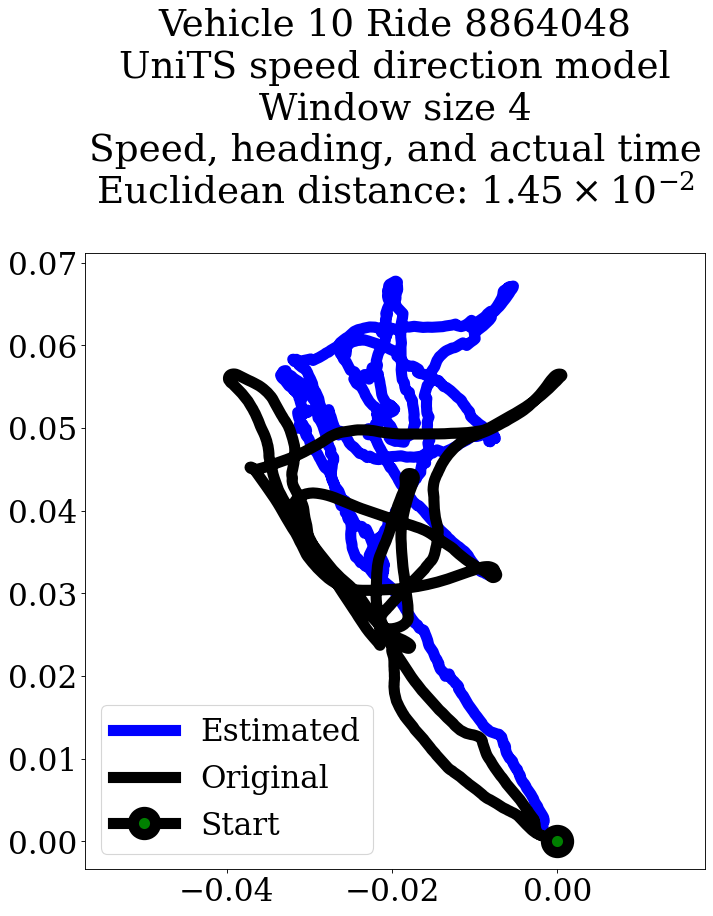 Vehicle 10 Ride 8864048
UniTS speed direction model
Window size 4
Speed, heading, and actual time
Euclidean distance: 1.45 × 10⁻²
0.07
0.06
0.05
0.04
0.03
0.02
0.01
0.00
Estimated
Original
Start
−0.04 −0.02 0.00